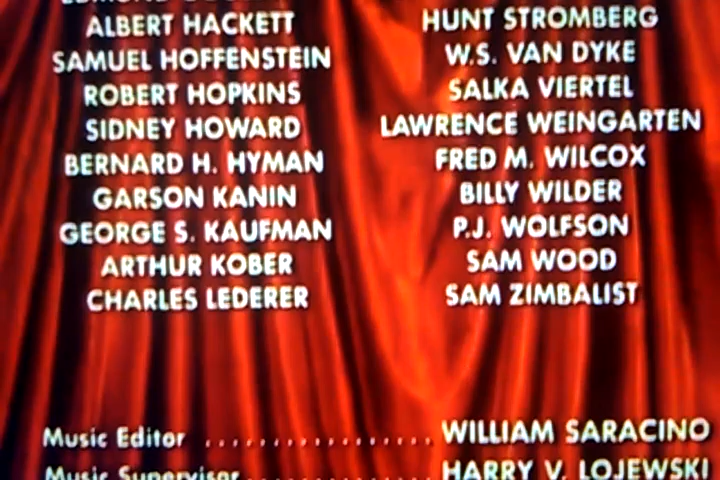 ALBERT HACKETT HUNT STROMBERG
SAMUEL HOFFENSTEIN W.S. VAN DYKE
ROBERT HOPKINS SALKA VIERTEL
SIDNEY HOWARD LAWRENCE WEINGARTEN
BERNARD H. HYMAN FRED M. WILCOX
GARSON KANIN BILLY WILDER
GEORGE S. KAUFMAN P.J. WOLFSON
ARTHUR KOBER SAM WOOD
CHARLES LEDERER SAM ZIMBALIST
Music Editor .................... WILLIAM SARACINO
Music Supervisor ................ HARRY V. LOJEWSKI